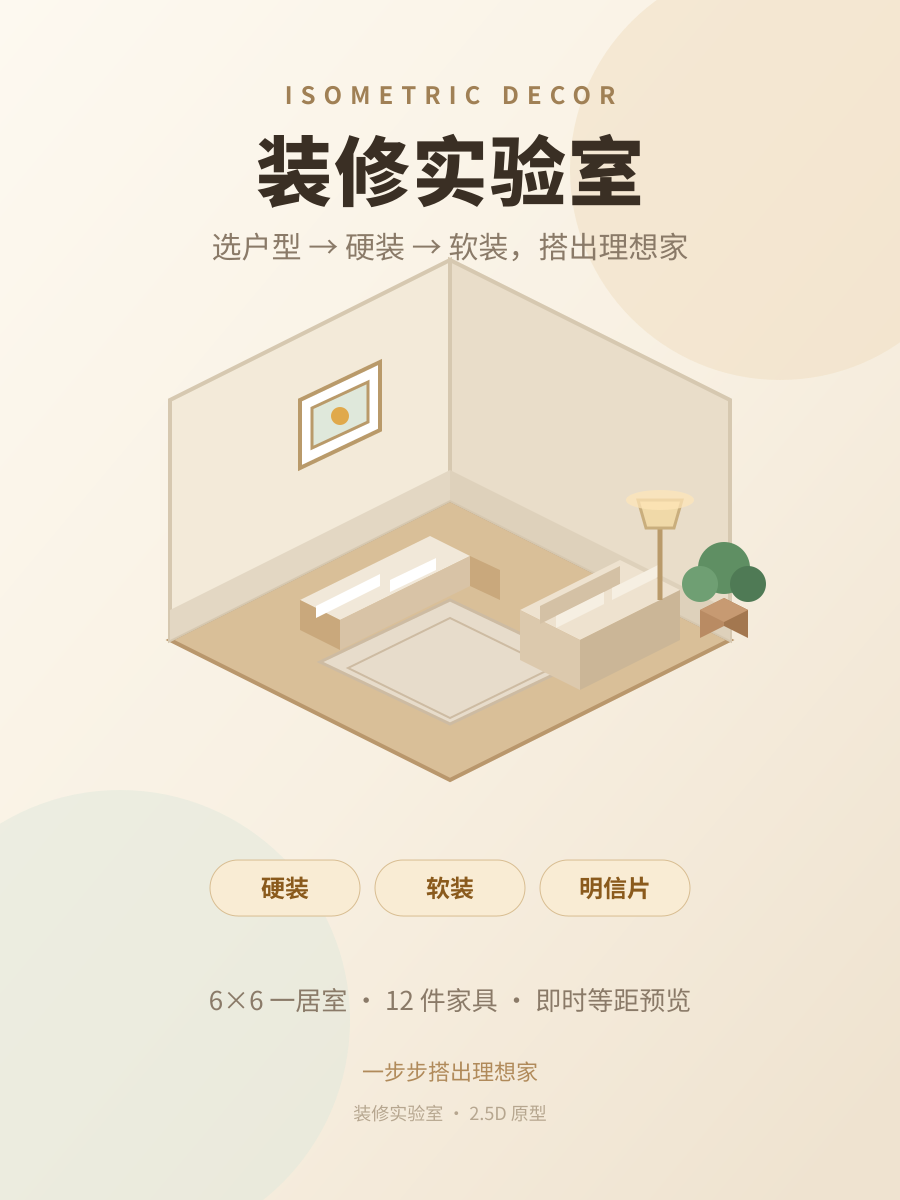 ISOMETRIC DECOR
装修实验室
选户型 → 硬装 → 软装，搭出理想家
硬装 软装 明信片
6×6 一居室 · 12 件家具 · 即时等距预览
一步步搭出理想家
装修实验室 · 2.5D 原型